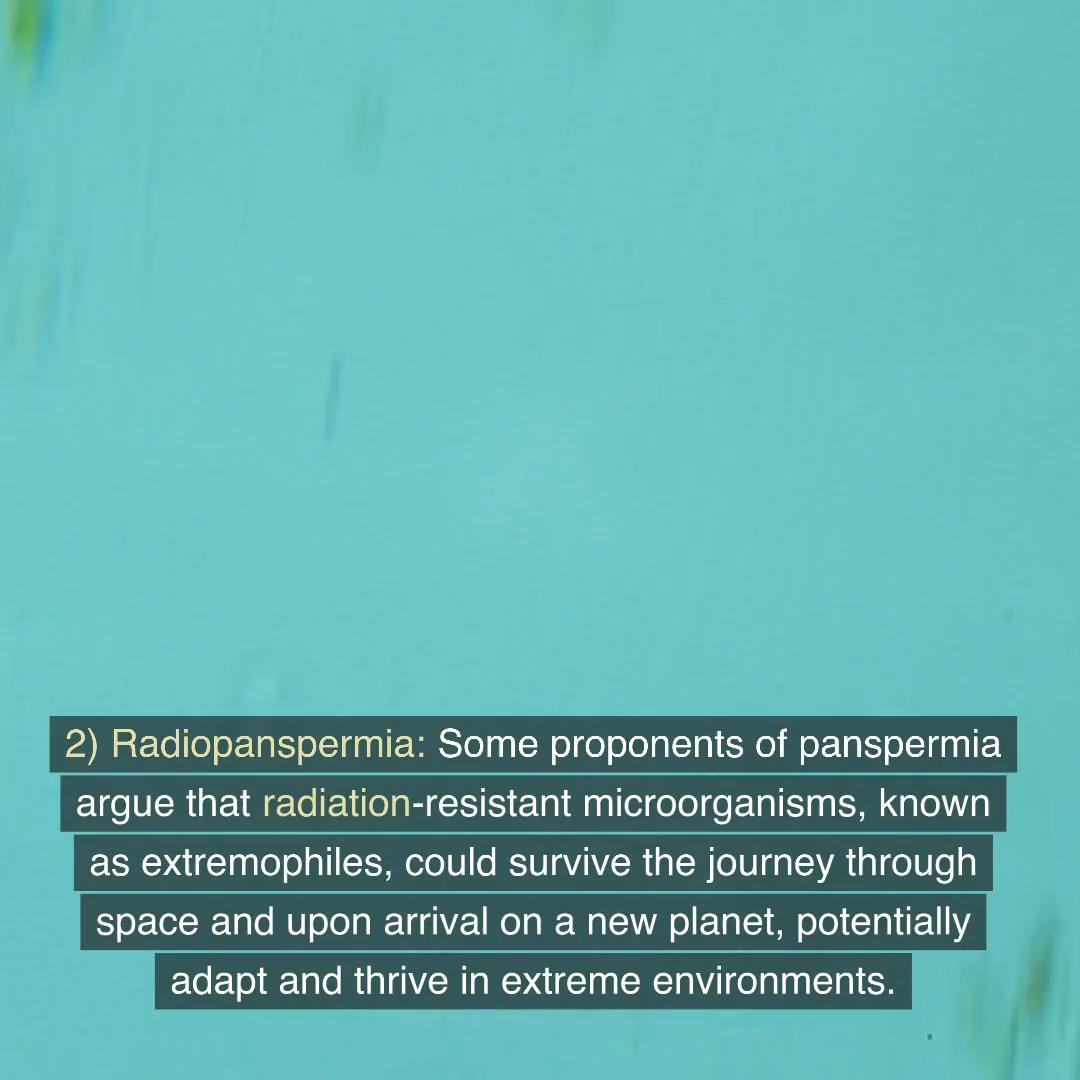 2) Radiopanspermia: Some proponents of panspermia
argue that radiation-resistant microorganisms, known
as extremophiles, could survive the journey through
space and upon arrival on a new planet, potentially
adapt and thrive in extreme environments.